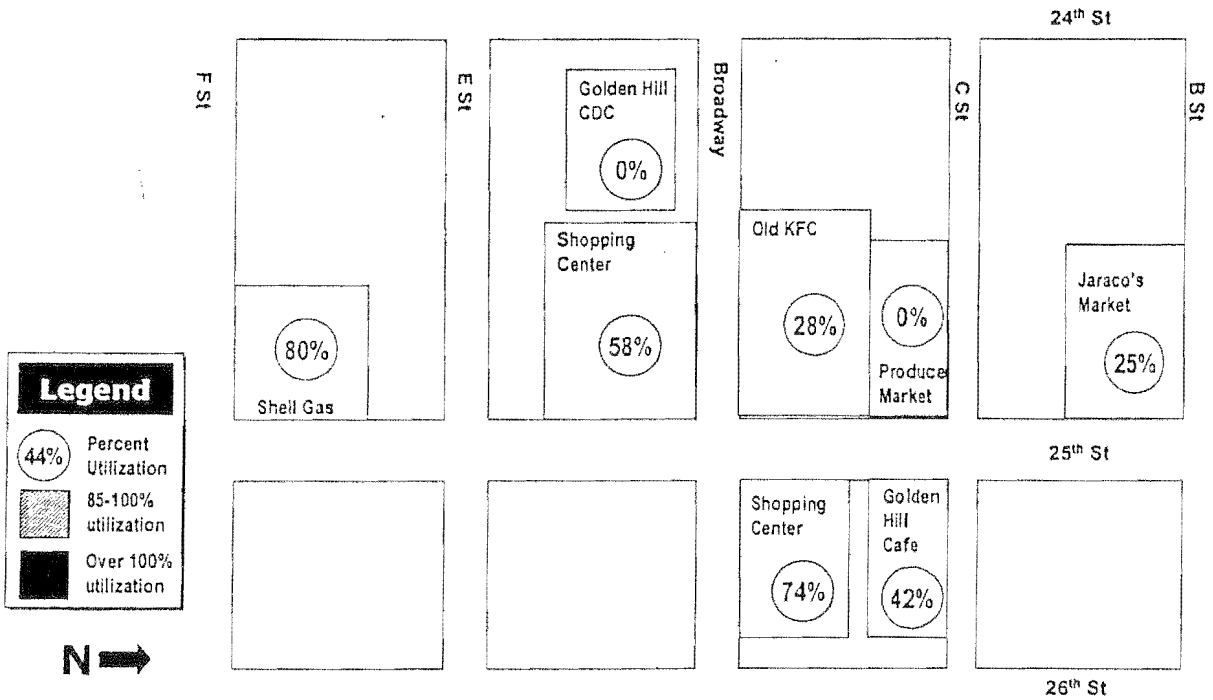 24th St
F St
E St
Broadway
C St
B St
Golden Hill
CDC
0%
Shopping
Center
58%
Old KFC
28%
0%
Produce
Market
Jaraco's
Market
25%
80%
Shell Gas
Legend
44%
Percent
Utilization
85-100%
utilization
Over 100%
utilization
N
25th St
Shopping
Center
74%
Golden
Hill
Cafe
42%
26th St